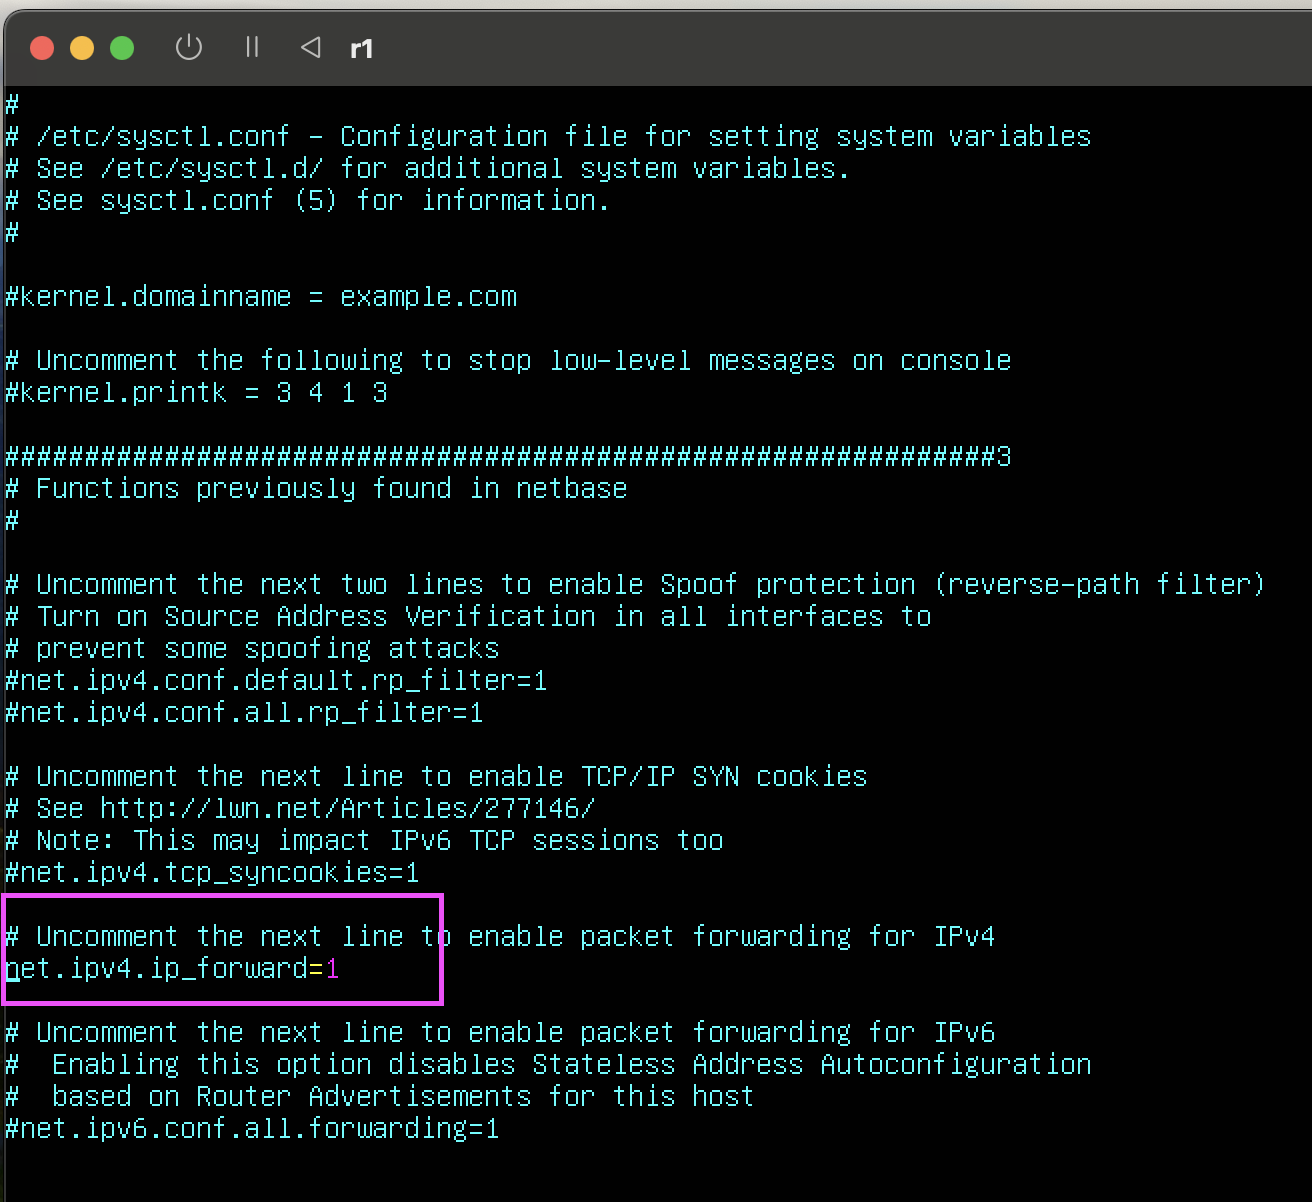 r1
#
# /etc/sysctl.conf - Configuration file for setting system variables
# See /etc/sysctl.d/ for additional system variables.
# See sysctl.conf (5) for information.
#
#kernel.domainname = example.com
# Uncomment the following to stop low-level messages on console
#kernel.printk = 3 4 1 3
##############################################################3
# Functions previously found in netbase
#
# Uncomment the next two lines to enable Spoof protection (reverse-path filter)
# Turn on Source Address Verification in all interfaces to
# prevent some spoofing attacks
#net.ipv4.conf.default.rp_filter=1
#net.ipv4.conf.all.rp_filter=1
# Uncomment the next line to enable TCP/IP SYN cookies
# See http://lwn.net/Articles/277146/
# Note: This may impact IPv6 TCP sessions too
#net.ipv4.tcp_syncookies=1
# Uncomment the next line to enable packet forwarding for IPv4
net.ipv4.ip_forward=1
# Uncomment the next line to enable packet forwarding for IPv6
#  Enabling this option disables Stateless Address Autoconfiguration
#  based on Router Advertisements for this host
#net.ipv6.conf.all.forwarding=1